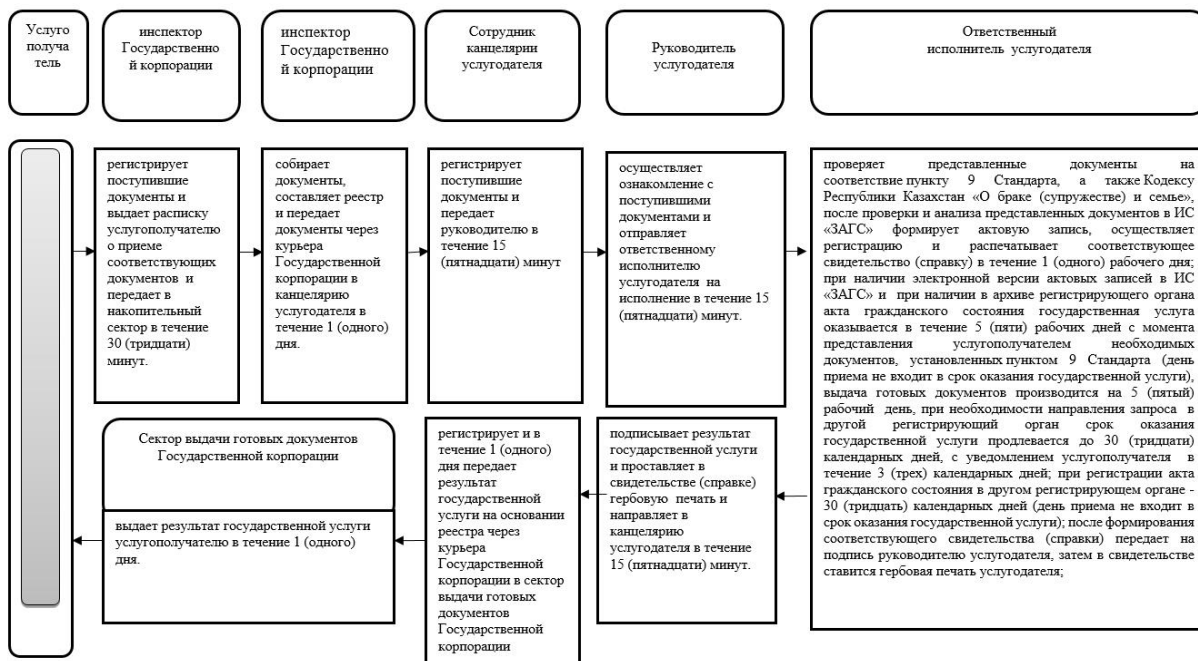 Услуго
получа
тель
инспектор
Государственно
й корпорации
инспектор
Государственно
й корпорации
Сотрудник
канцелярии
услугодателя
Руководитель
услугодателя
Ответственный
исполнитель услугодателя
регистрирует
поступившие
документы и
выдает расписку
услугополучателю
о приеме
соответствующих
документов и
передает в
накопительный
сектор в течение
30 (тридцати)
минут.
собирает
документы,
составляет реестр
и передает
документы через
курьера
Государственной
корпорации в
канцелярию
услугодателя в
течение 1 (одного)
дня.
регистрирует
поступившие
документы и
передает
руководителю в
течение 15
(пятнадцати) минут
осуществляет
ознакомление с
поступившими
документами и
отправляет
ответственному
исполнителю
услугодателя на
исполнение в течение 15
(пятнадцати) минут.
проверяет представленные документы на
соответствие пункту 9 Стандарта, а также Кодексу
Республики Казахстан «О браке (супружестве) и семье»,
после проверки и анализа представленных документов в ИС
«ЗАГС» формирует актовую запись, осуществляет
регистрацию и распечатывает соответствующее
свидетельство (справку) в течение 1 (одного) рабочего дня;
при наличии электронной версии актовых записей в ИС
«ЗАГС» и при наличии в архиве регистрирующего органа
акта гражданского состояния государственная услуга
оказывается в течение 5 (пяти) рабочих дней с момента
представления услугополучателем необходимых
документов, установленных пунктом 9 Стандарта (день
приема не входит в срок оказания государственной услуги),
выдача готовых документов производится на 5 (пятый)
рабочий день, при необходимости направления запроса в
другой регистрирующий орган срок оказания
государственной услуги продлевается до 30 (тридцати)
календарных дней, с уведомлением услугополучателя в
течение 3 (трех) календарных дней; при регистрации акта
гражданского состояния в другом регистрирующем органе -
30 (тридцать) календарных дней (день приема не входит в
срок оказания государственной услуги); после формирования
соответствующего свидетельства (справки) передает на
подпись руководителю услугодателя, затем в свидетельстве
ставится гербовая печать услугодателя;
Сектор выдачи готовых документов
Государственной корпорации
выдает результат государственной услуги
услугополучателю в течение 1 (одного)
дня.
регистрирует и в
течение 1 (одного)
дня передает
результат
государственной
услуги на основании
реестра через
курьера
Государственной
корпорации в сектор
выдачи готовых
документов
Государственной
корпорации
подписывает результат
государственной услуги
и проставляет в
свидетельстве (справке)
гербовую печать и
направляет в
канцелярию
услугодателя в течение
15 (пятнадцати) минут.